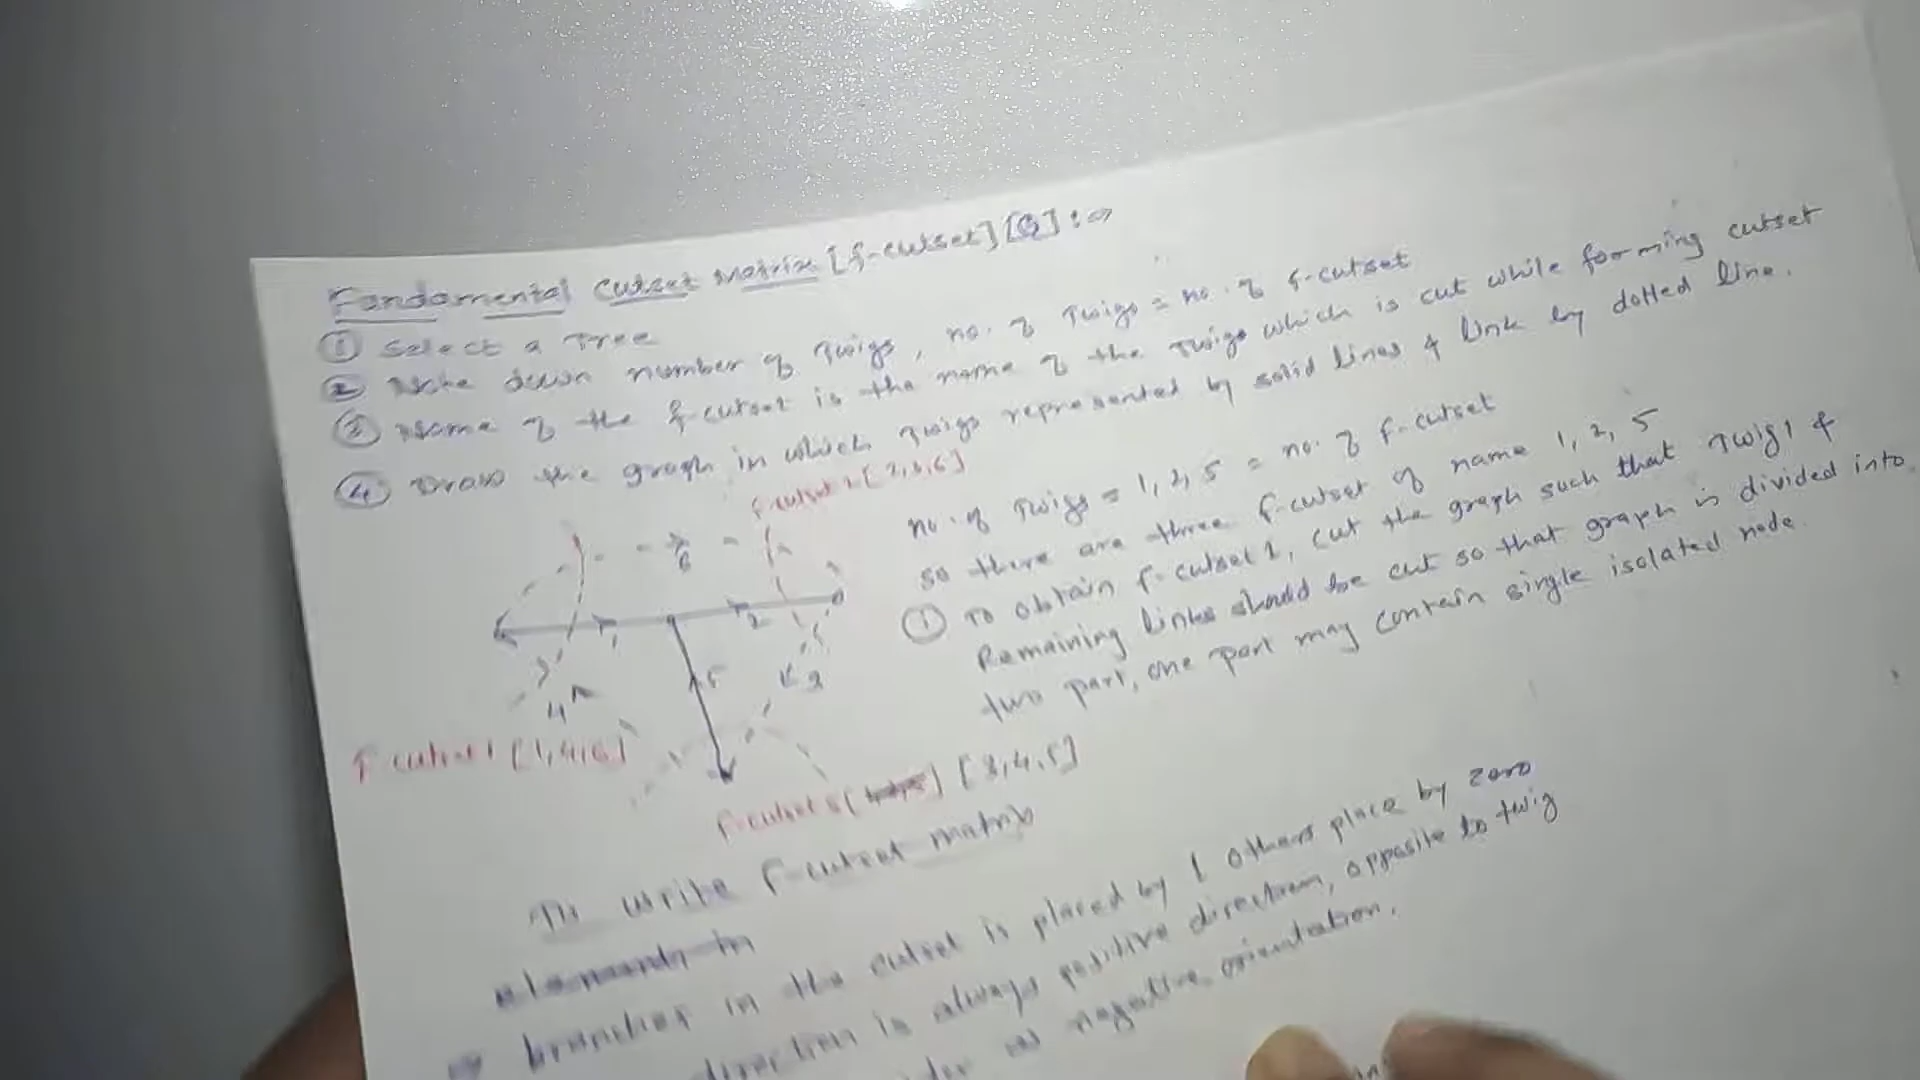 Fandamental Cutset Matrix [f-cutset] [Q] :⇒
① Select a Tree
② Note down number of Twigs, no. of Twigs = no. of f-cutset
③ Name of the f-cutset is the name of the Twigs which is cut while forming cutset
④ Draw the graph in which Twigs represented by solid lines & link by dotted line.
f-cutset 2 [2,3,6]
6
1
2
5
3
4
f-cutset 1 [1,4,6]
f-cutset 5 [3,4,5]
no. of Twigs = 1, 2, 5 = no. of f-cutset
so there are three f-cutset of name 1, 2, 5
① To obtain f-cutset 1, cut the graph such that Twig 1 &
Remaining links should be cut so that graph is divided into
two part, one part may contain single isolated node.
To write f-cutset matrix
elements in
branches in the cutset is placed by 1 others place by zero
direction is always positive direction, opposite to twig
as negative orientation.